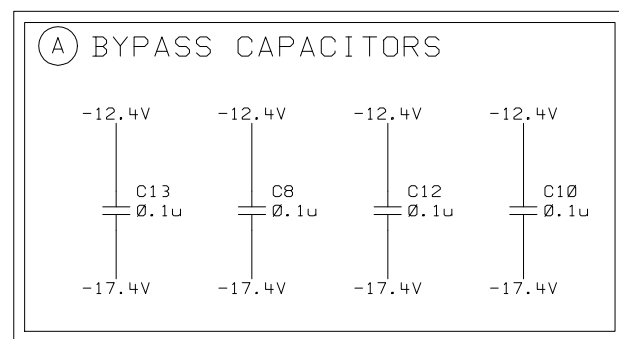 A BYPASS CAPACITORS
-12.4V -12.4V -12.4V -12.4V
C13 C8 C12 C10
0.1u 0.1u 0.1u 0.1u
-17.4V -17.4V -17.4V -17.4V